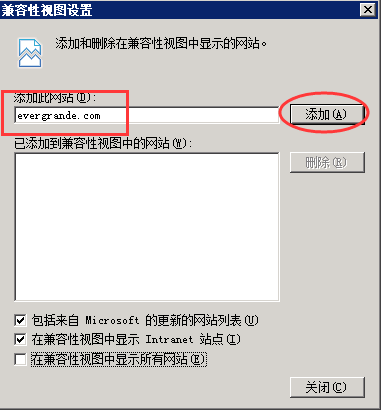 兼容性视图设置
添加和删除在兼容性视图中显示的网站。
添加此网站(D):
evergrande.com
添加(A)
已添加到兼容性视图中的网站(W):
删除(R)
包括来自 Microsoft 的更新的网站列表(U)
在兼容性视图中显示 Intranet 站点(I)
在兼容性视图中显示所有网站(E)
关闭(C)